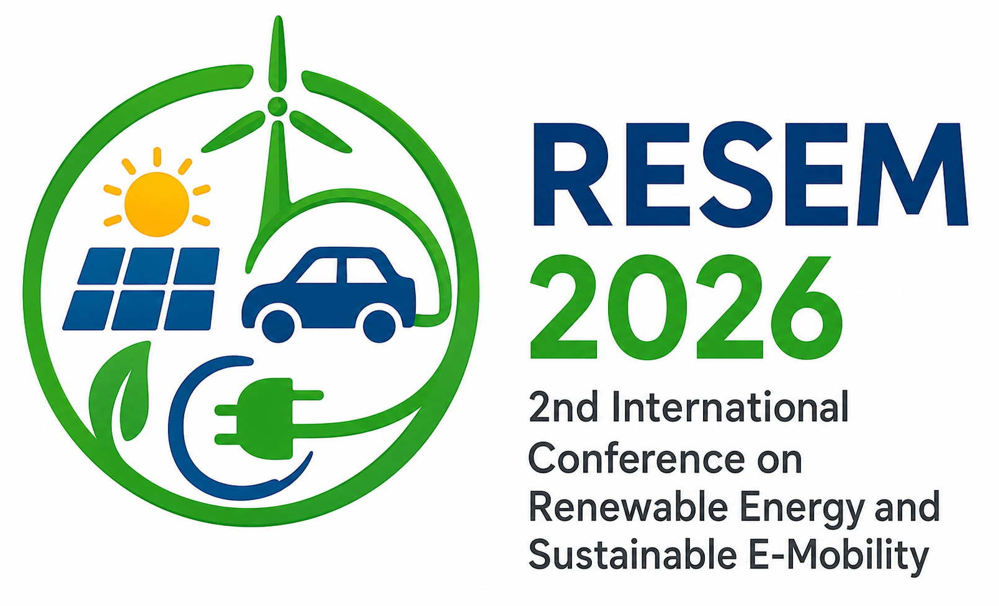 RESEM
2026
2nd International
Conference on
Renewable Energy and
Sustainable E-Mobility